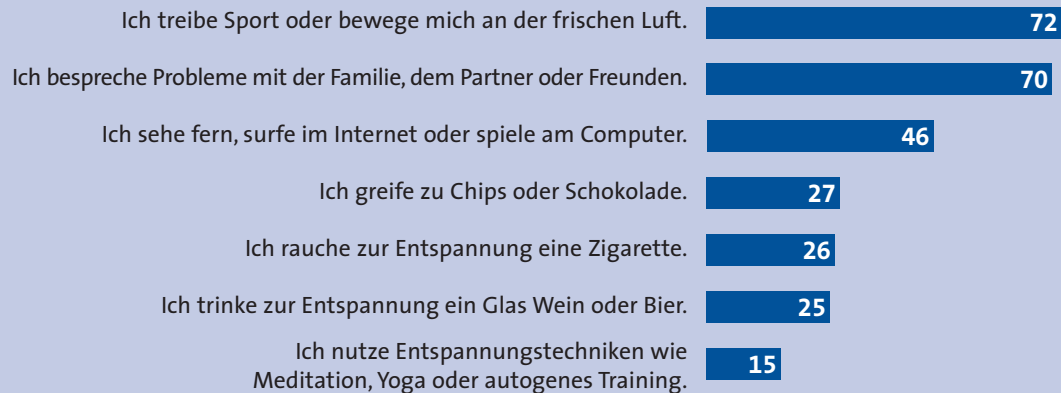 Ich treibe Sport oder bewege mich an der frischen Luft. 72
Ich bespreche Probleme mit der Familie, dem Partner oder Freunden. 70
Ich sehe fern, surfe im Internet oder spiele am Computer. 46
Ich greife zu Chips oder Schokolade. 27
Ich rauche zur Entspannung eine Zigarette. 26
Ich trinke zur Entspannung ein Glas Wein oder Bier. 25
Ich nutze Entspannungstechniken wie
Meditation, Yoga oder autogenes Training. 15